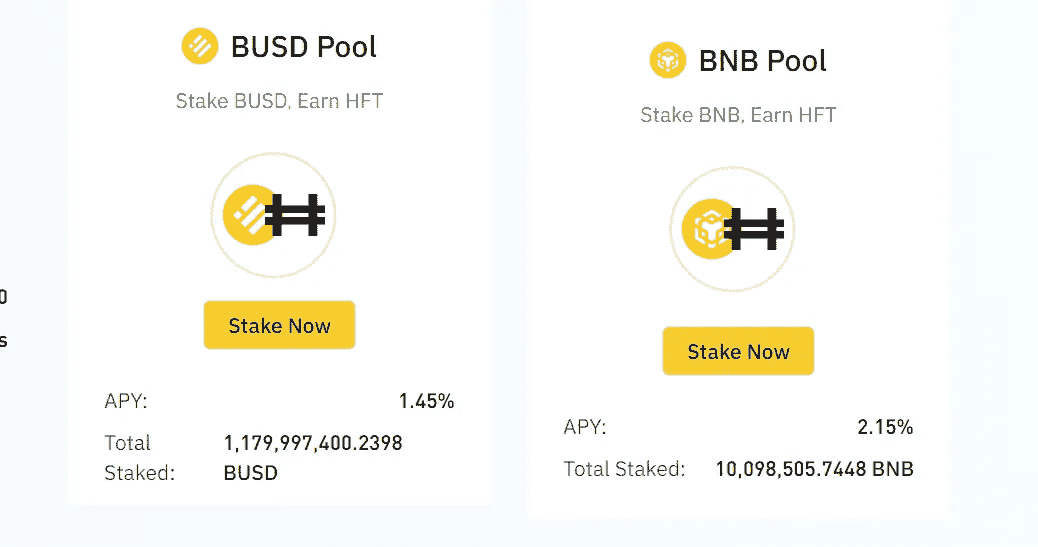 BUSD Pool
Stake BUSD, Earn HFT
Stake Now
APY: 1.45%
Total Staked: 1,179,997,400.2398 BUSD
BNB Pool
Stake BNB, Earn HFT
Stake Now
APY: 2.15%
Total Staked: 10,098,505.7448 BNB
0
s